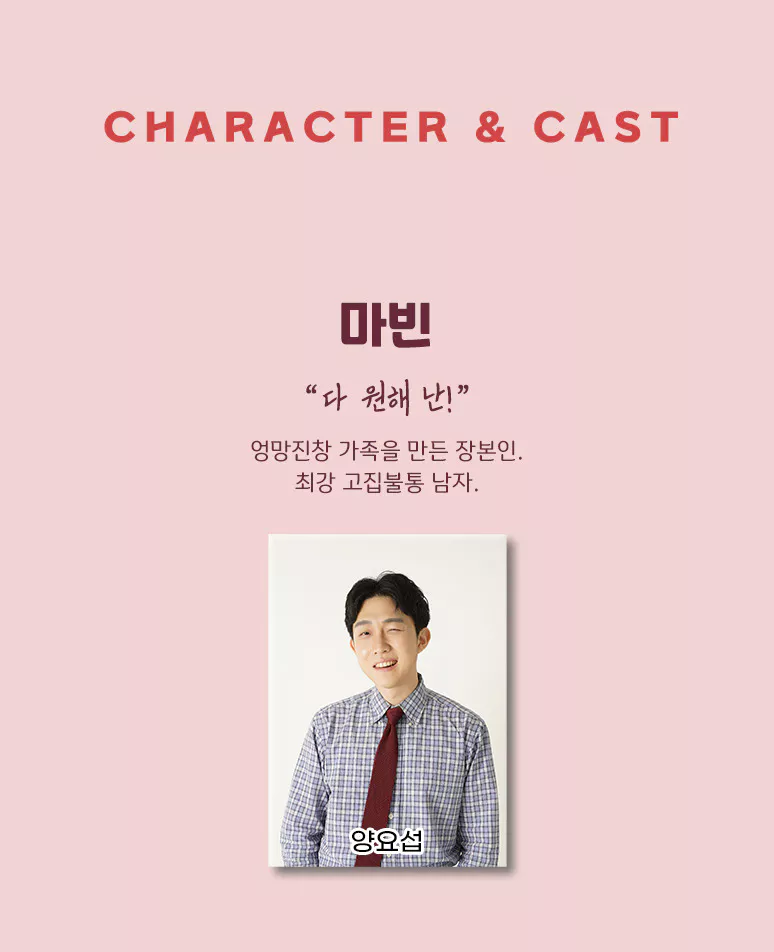 CHARACTER & CAST
마빈
“다 원해 난!”
엉망진창 가족을 만든 장본인.
최강 고집불통 남자.
양요섭